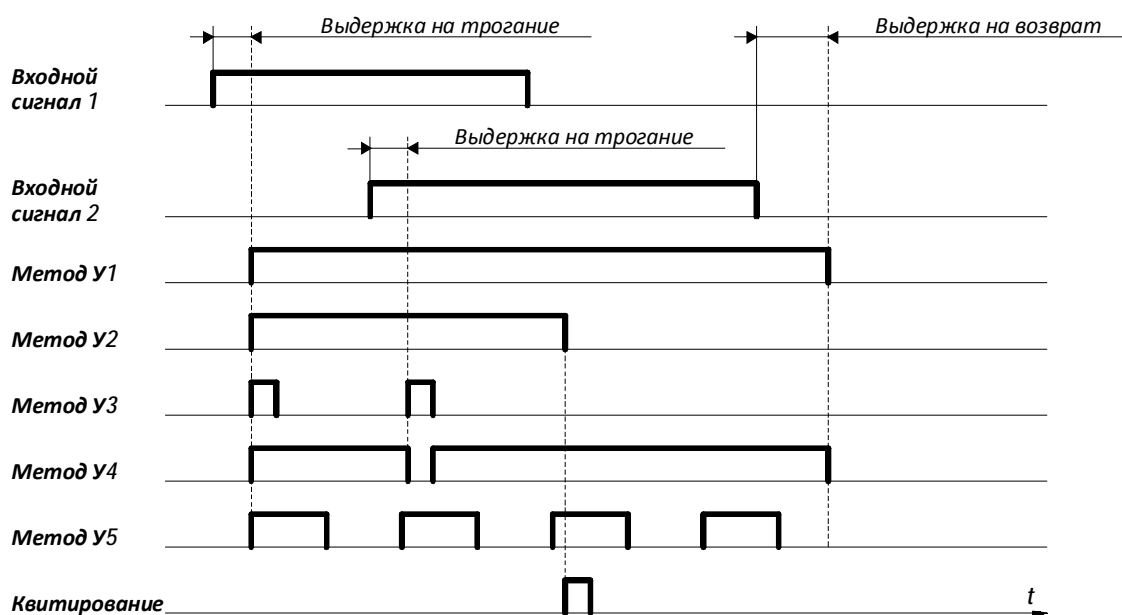 Выдержка на трогание
Выдержка на возврат
Входной
сигнал 1
Выдержка на трогание
Входной
сигнал 2
Метод У1
Метод У2
Метод У3
Метод У4
Метод У5
Квитирование
t